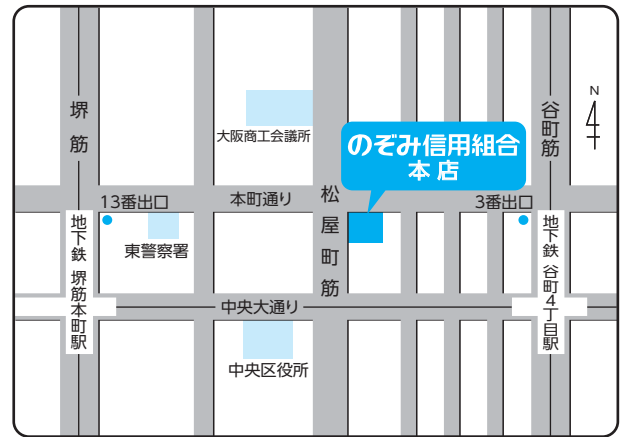 堺筋
大阪商工会議所
のぞみ信用組合
本店
谷町筋
N
13番出口
本町通り
松屋町筋
3番出口
東警察署
地下鉄 堺筋本町駅
地下鉄 谷町4丁目駅
中央大通り
中央区役所